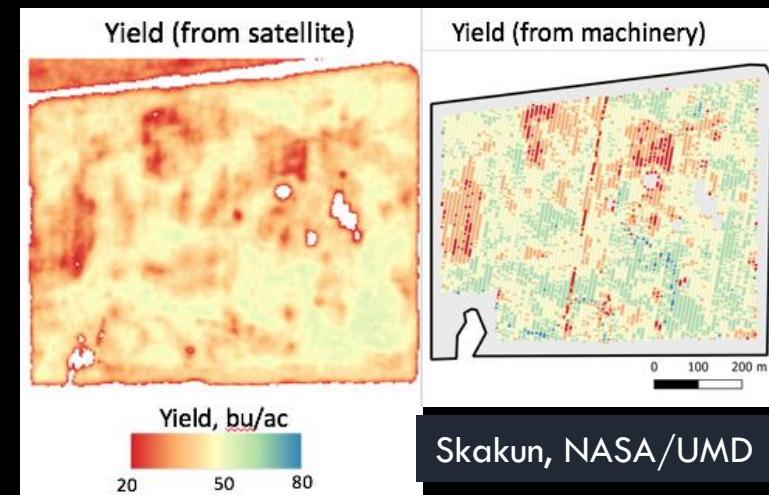 Yield (from satellite)
Yield (from machinery)
0 100 200 m
Yield, bu/ac
20 50 80
Skakun, NASA/UMD